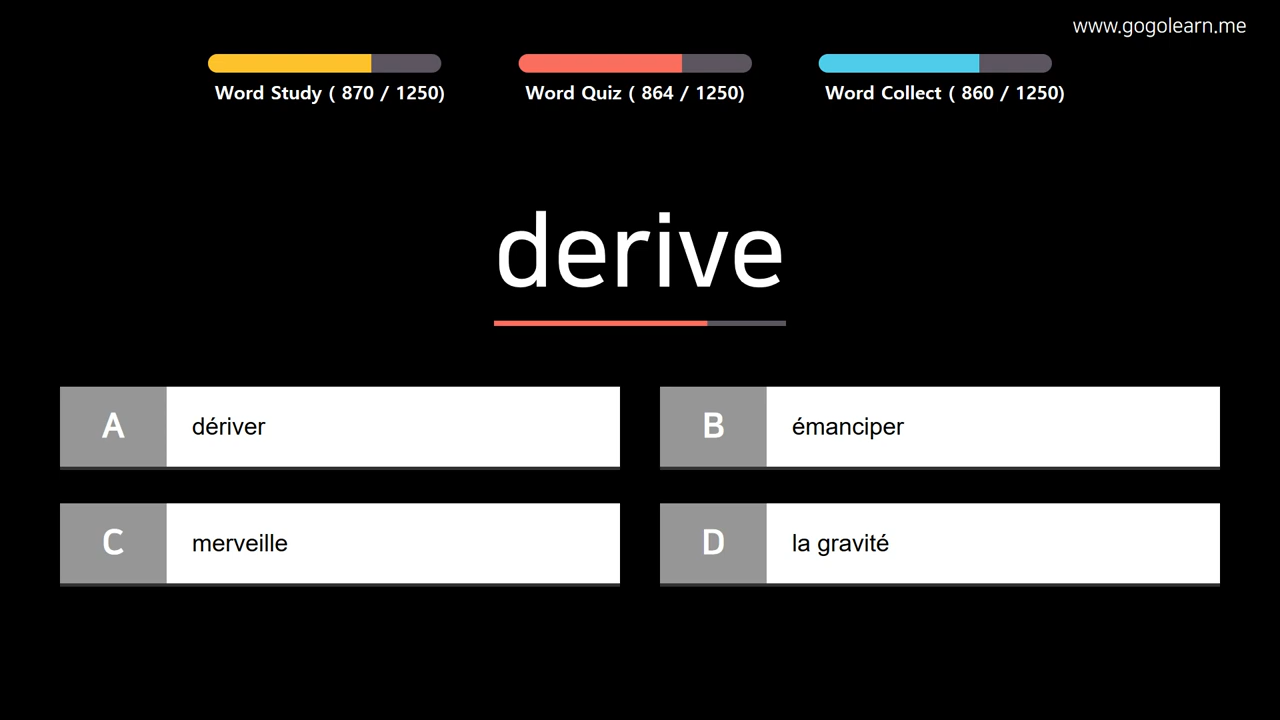 www.gogolearn.me
Word Study ( 870 / 1250)
Word Quiz ( 864 / 1250)
Word Collect ( 860 / 1250)
derive
A dériver
B émanciper
C merveille
D la gravité